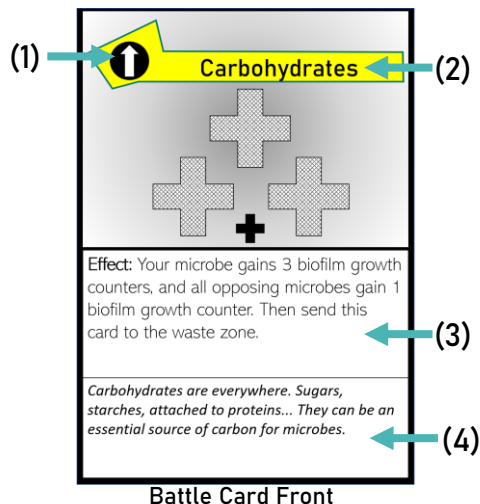 (1)
Carbohydrates
(2)
Effect: Your microbe gains 3 biofilm growth
counters, and all opposing microbes gain 1
biofilm growth counter. Then send this
card to the waste zone.
(3)
Carbohydrates are everywhere. Sugars,
starches, attached to proteins... They can be an
essential source of carbon for microbes.
(4)
Battle Card Front